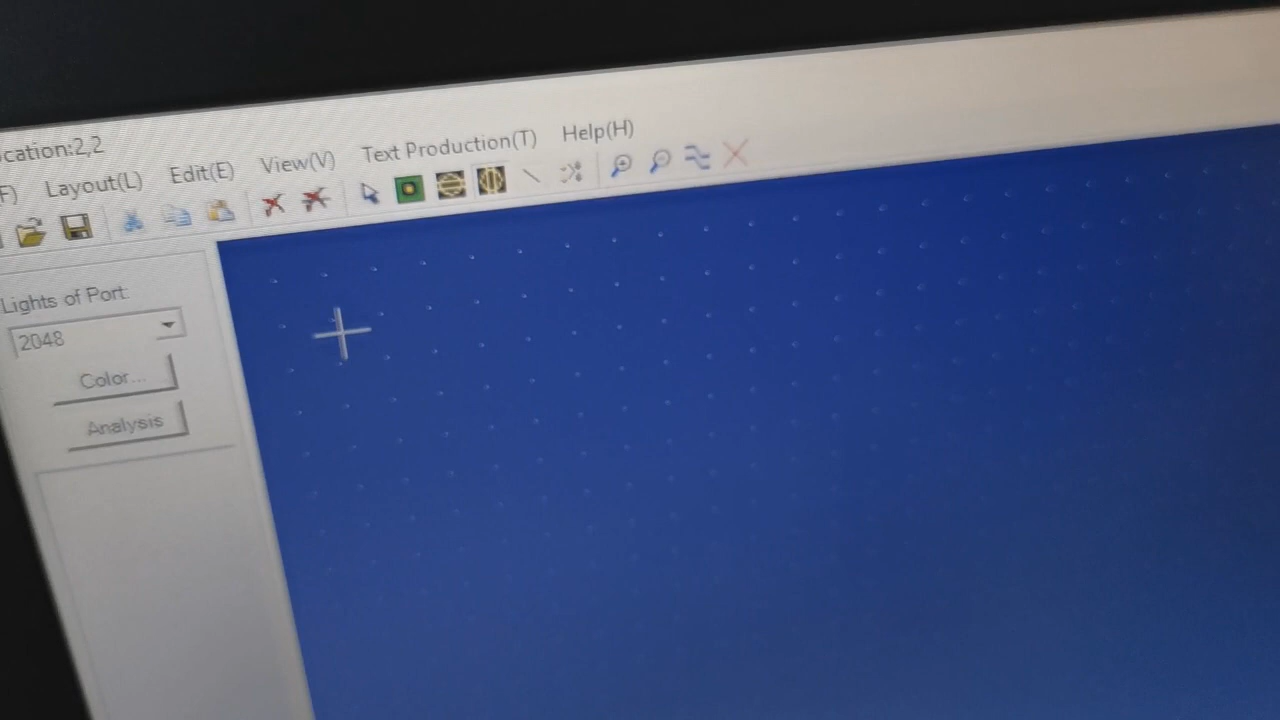 cation:2,2
F) Layout(L) Edit(E) View(V) Text Production(T) Help(H)
Lights of Port:
2048
Color...
Analysis